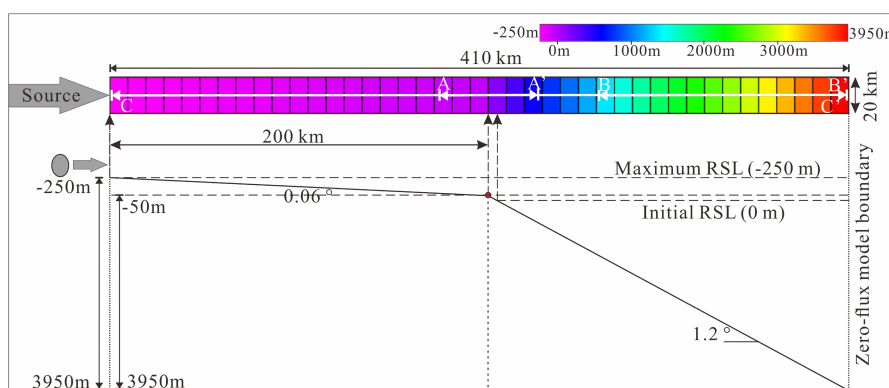 -250m 3950m
0m 1000m 2000m 3000m
410 km
Source
A A' B B'
C C'
20 km
200 km
Maximum RSL (-250 m)
-250m
0.06°
-50m
Initial RSL (0 m)
Zero-flux model boundary
1.2°
3950m 3950m